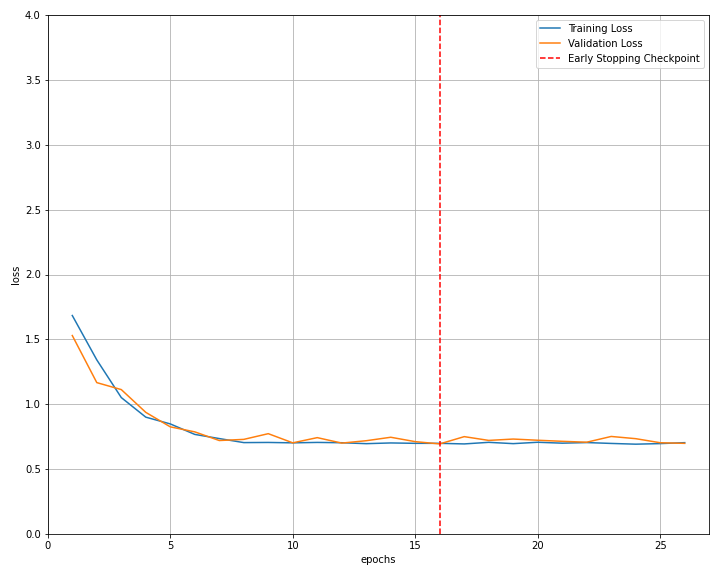 4.0
3.5
3.0
2.5
2.0
1.5
1.0
0.5
0.0
loss
0 5 10 15 20 25
epochs
Training Loss
Validation Loss
Early Stopping Checkpoint